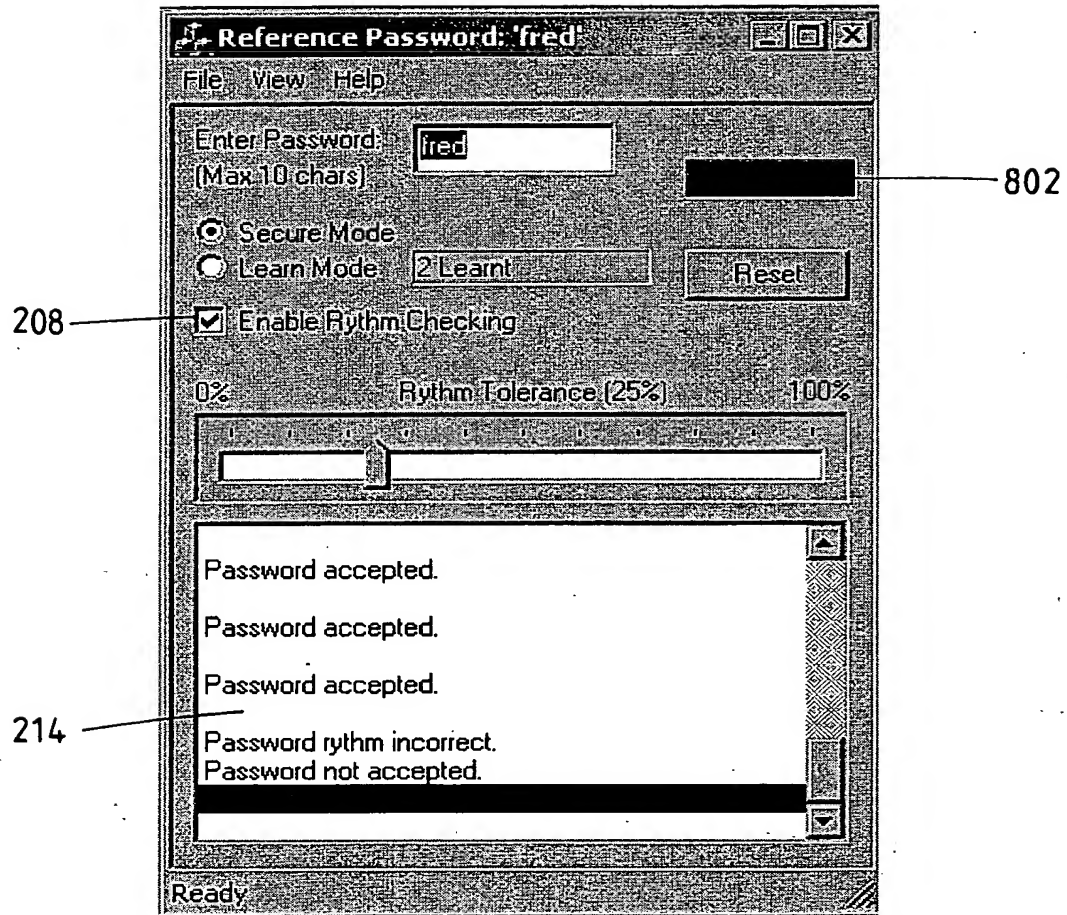 Reference Password: 'fred'
File View Help
Enter Password:
(Max 10 chars)
fred
802
Secure Mode
Learn Mode
2 Learnt
Reset
208
Enable Rythm Checking
0%
Rythm Tolerance (25%)
100%
Password accepted.
Password accepted.
Password accepted.
214
Password rythm incorrect.
Password not accepted.
Ready